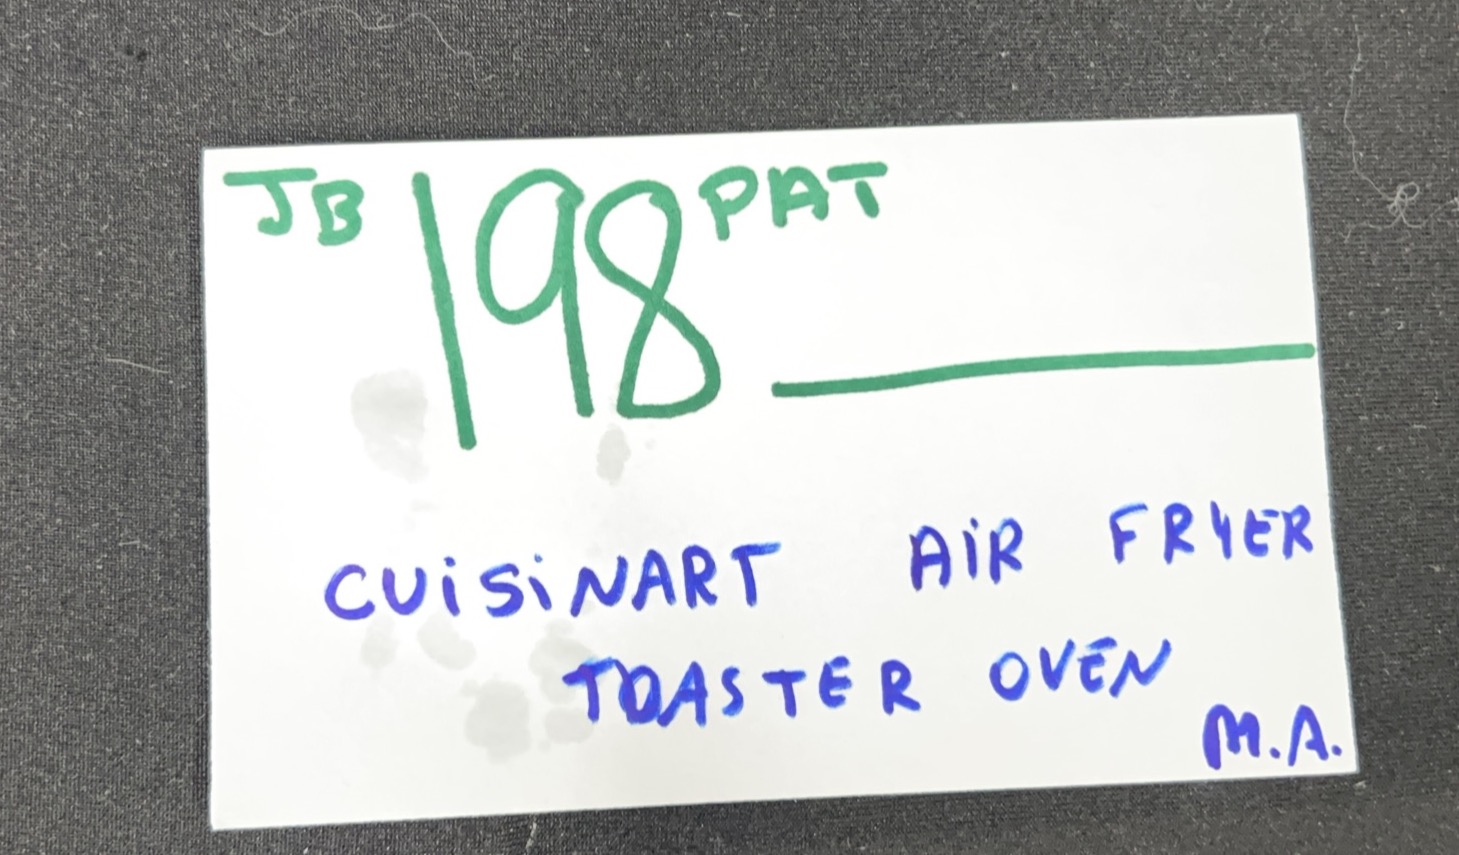 JB 198 PAT
CUiSiNART AiR FRYER
TOASTER OVEN
M.A.